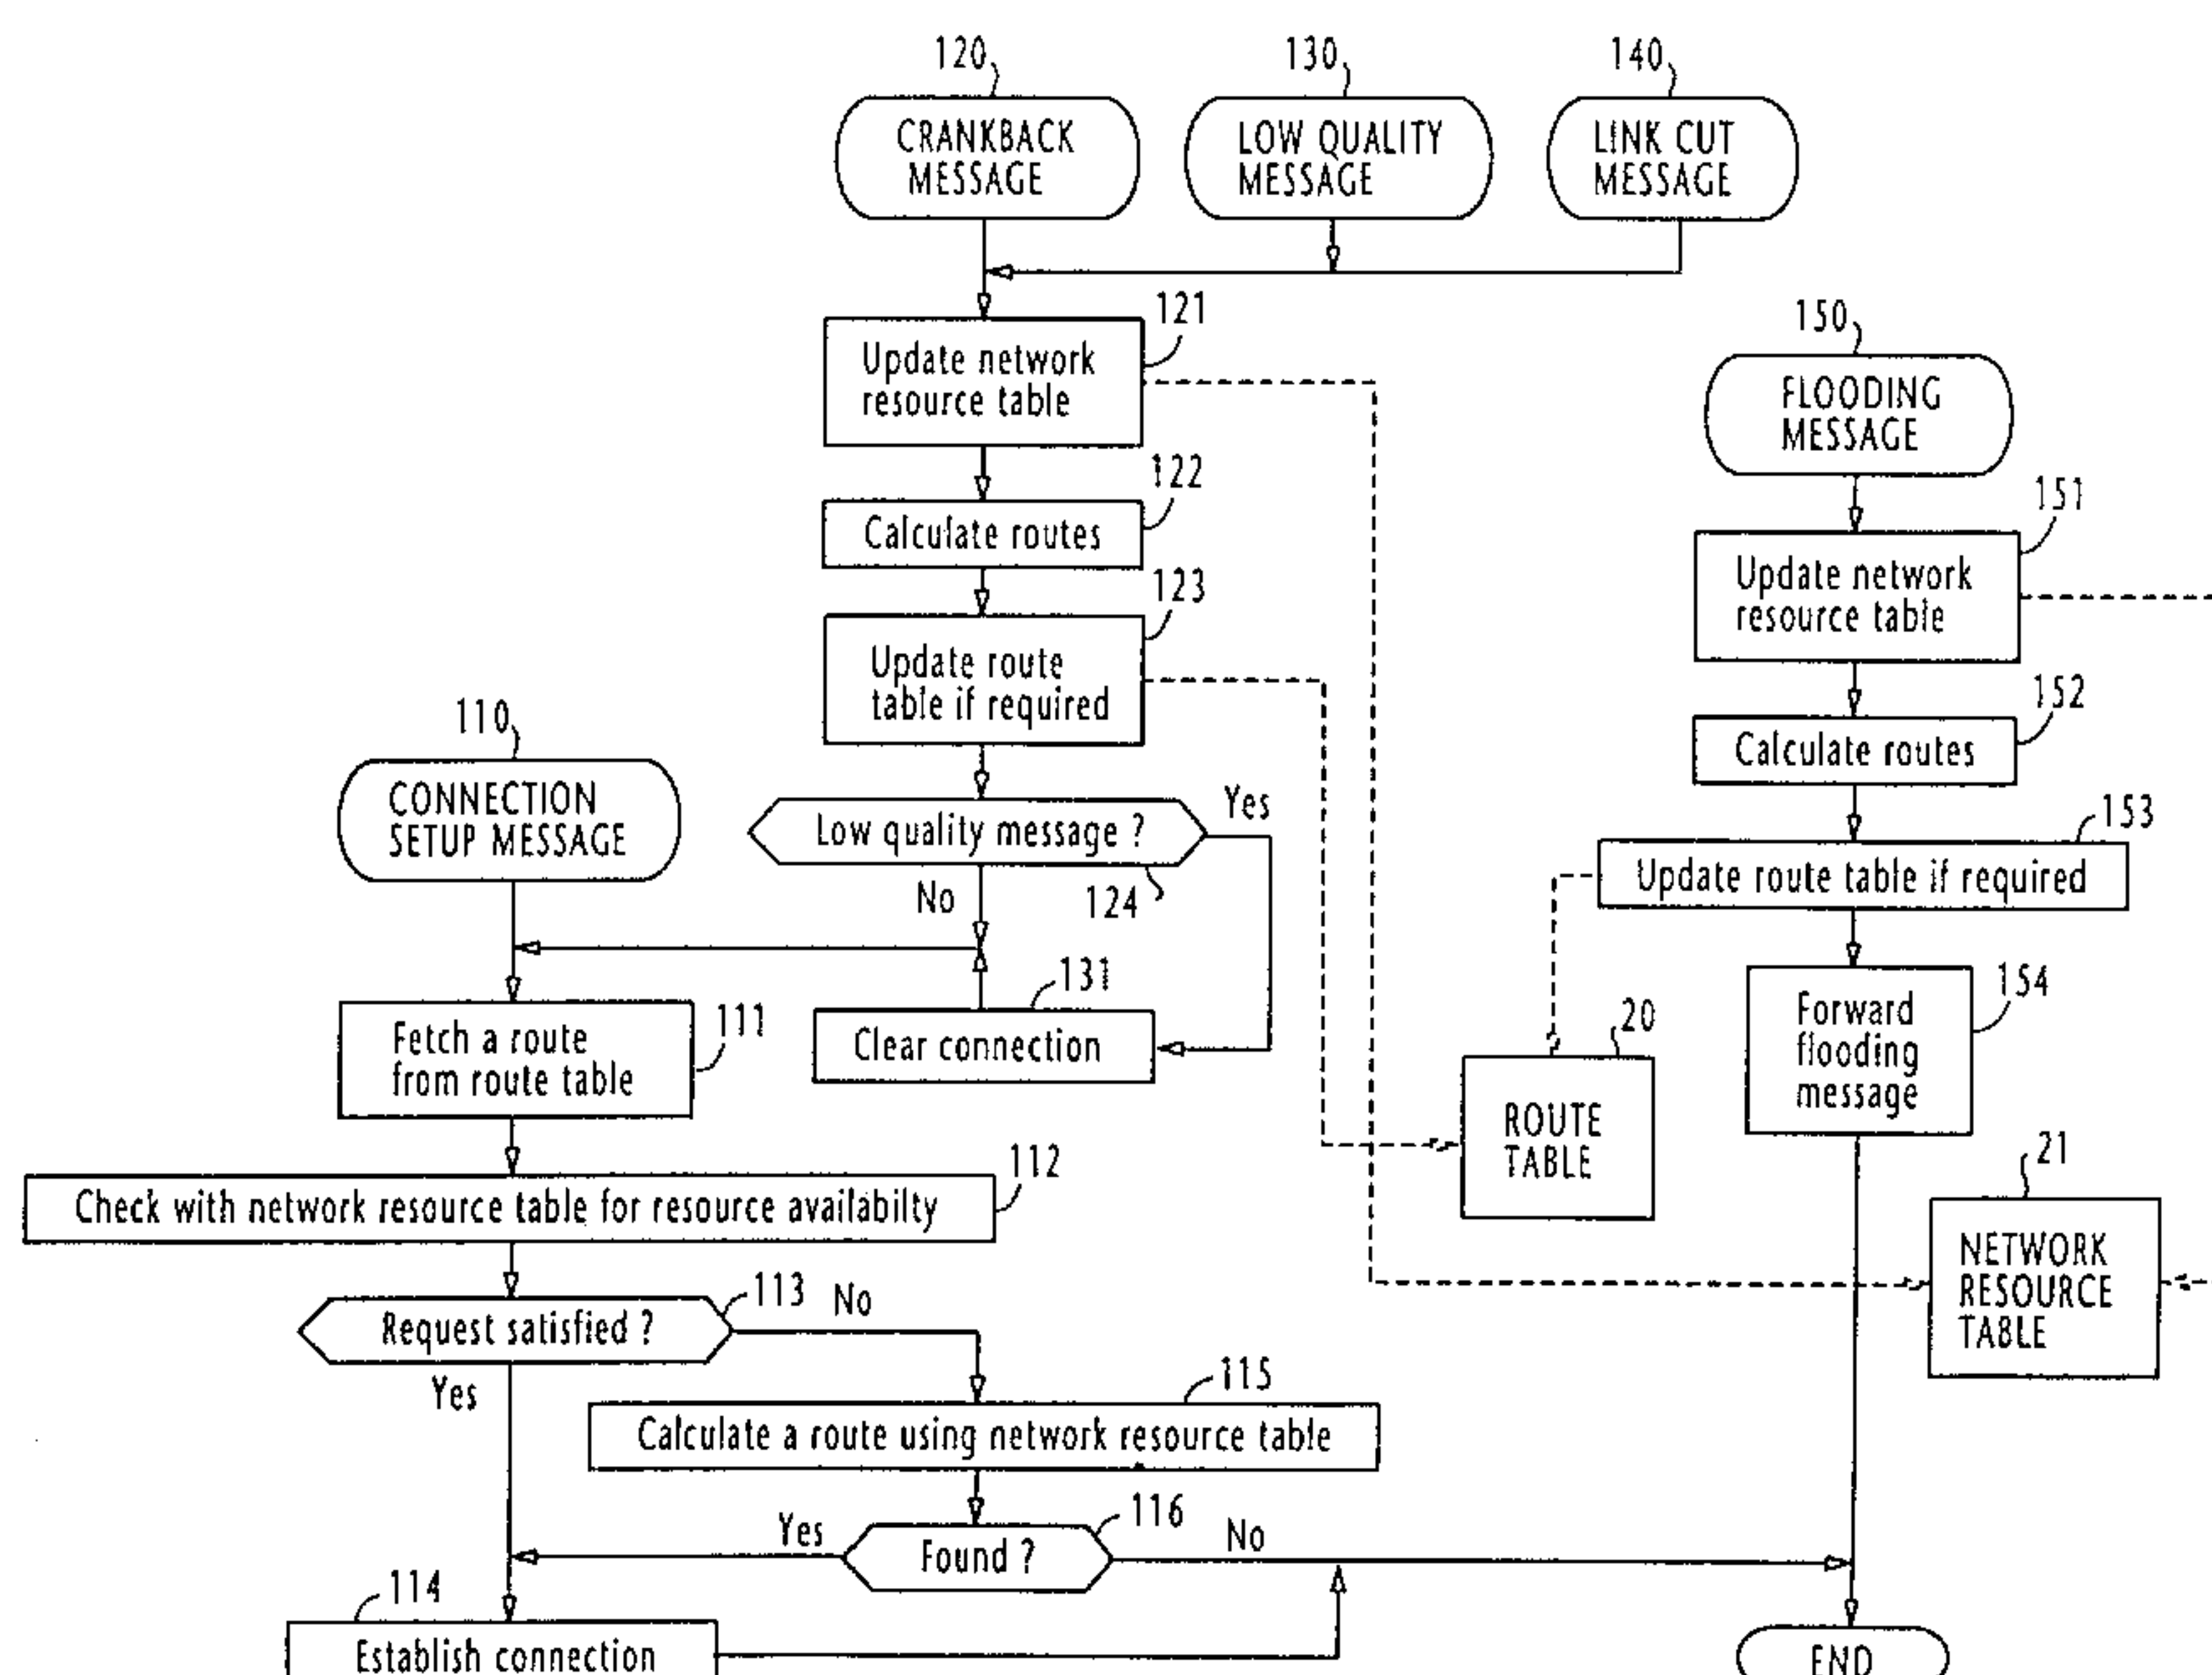 120
130
140
CRANKBACK
MESSAGE
LOW QUALITY
MESSAGE
LINK CUT
MESSAGE
121
Update network
resource table
150
FLOODING
MESSAGE
122
Calculate routes
151
Update network
resource table
123
Update route
table if required
152
Calculate routes
110
CONNECTION
SETUP MESSAGE
Low quality message ?
Yes
No
124
153
Update route table if required
131
Clear connection
111
Fetch a route
from route table
154
Forward
flooding
message
20
ROUTE
TABLE
112
Check with network resource table for resource availabilty
21
NETWORK
RESOURCE
TABLE
113
Request satisfied ?
No
Yes
115
Calculate a route using network resource table
116
Found ?
Yes
No
114
Establish connection
END